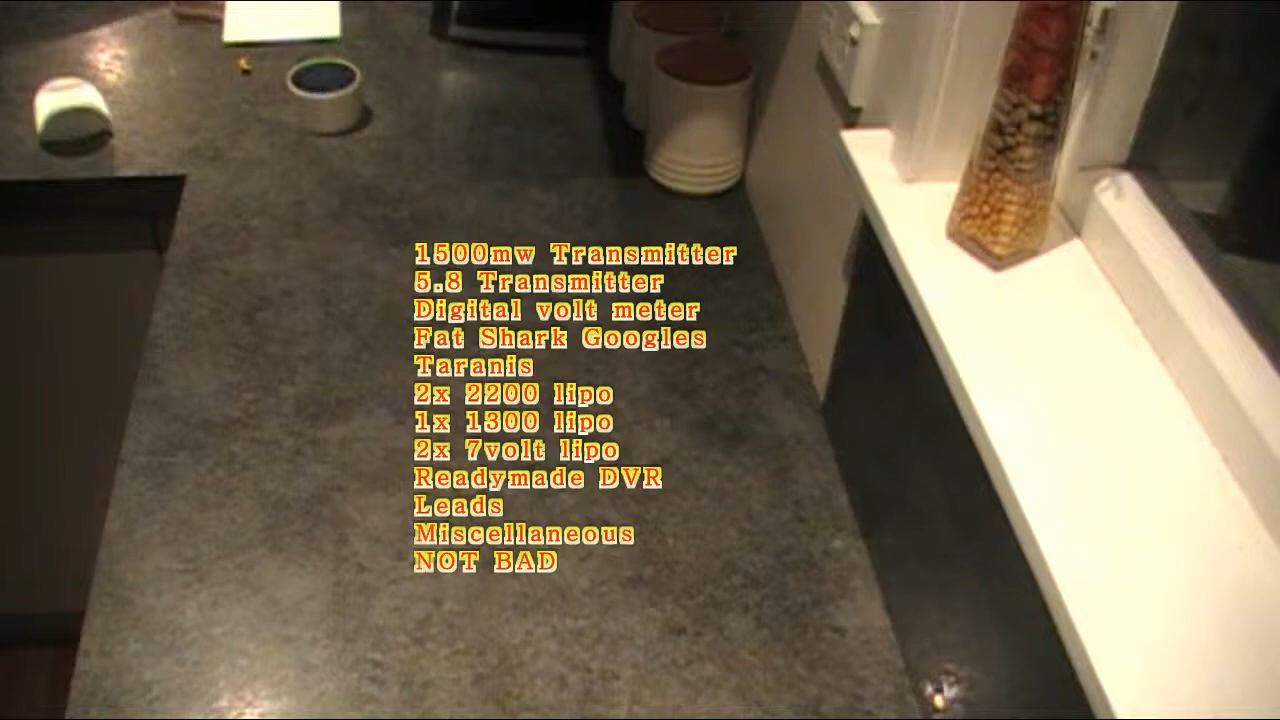 1500mw Transmitter
5.8 Transmitter
Digital volt meter
Fat Shark Googles
Taranis
2x 2200 lipo
1x 1300 lipo
2x 7volt lipo
Readymade DVR
Leads
Miscellaneous
NOT BAD